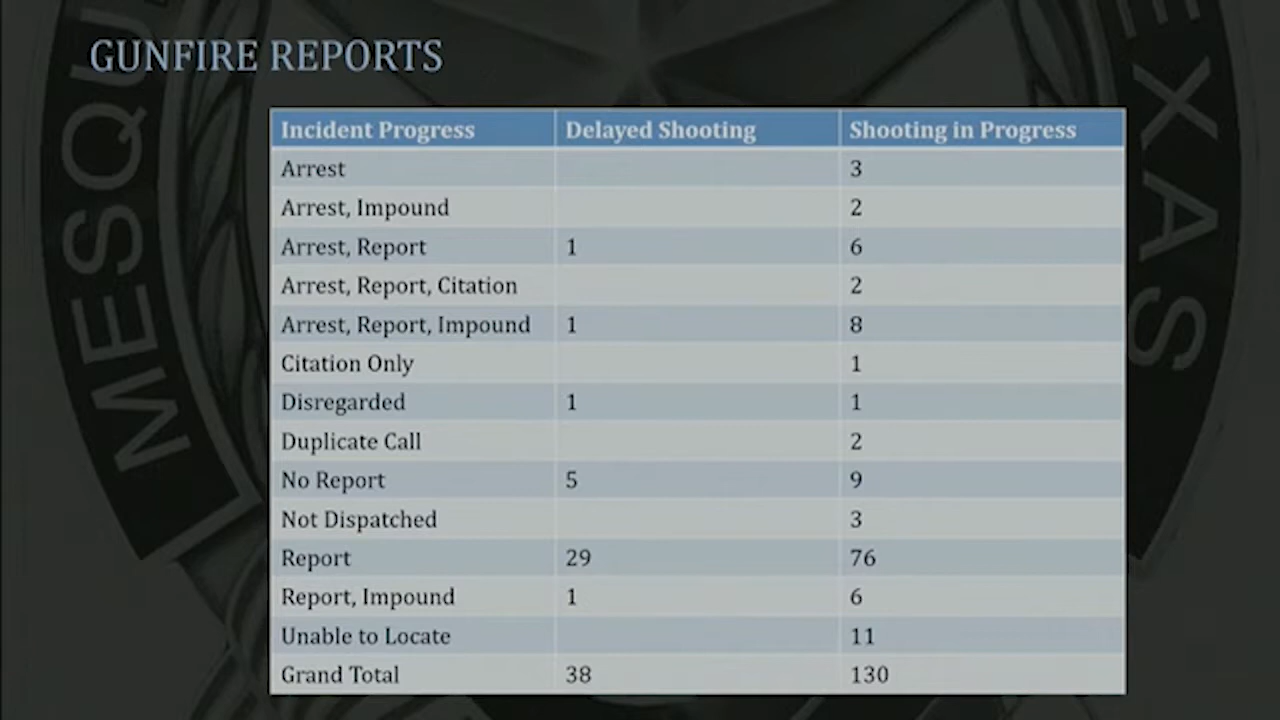 GUNFIRE REPORTS
Incident Progress Delayed Shooting Shooting in Progress
Arrest 3
Arrest, Impound 2
Arrest, Report 1 6
Arrest, Report, Citation 2
Arrest, Report, Impound 1 8
Citation Only 1
Disregarded 1 1
Duplicate Call 2
No Report 5 9
Not Dispatched 3
Report 29 76
Report, Impound 1 6
Unable to Locate 11
Grand Total 38 130
MESQU
EXAS